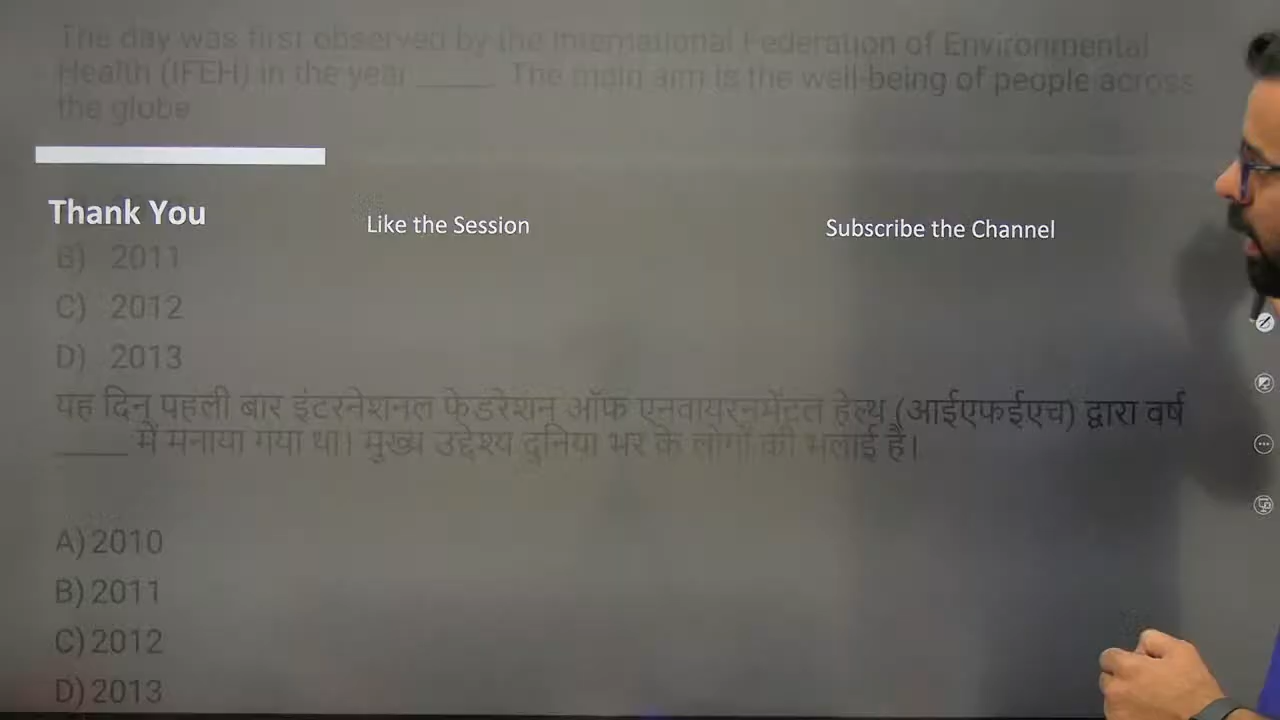 The day was first observed by the International Federation of Environmental
Health (IFEH) in the year _____. The main aim is the well-being of people across
the globe
Thank You
Like the Session
Subscribe the Channel
B) 2011
C) 2012
D) 2013
यह दिन पहली बार इंटरनेशनल फेडरेशन ऑफ एनवायरनमेंटल हेल्थ (आईएफईएच) द्वारा वर्ष
_____ में मनाया गया था। मुख्य उद्देश्य दुनिया भर के लोगों की भलाई है।
A) 2010
B) 2011
C) 2012
D) 2013